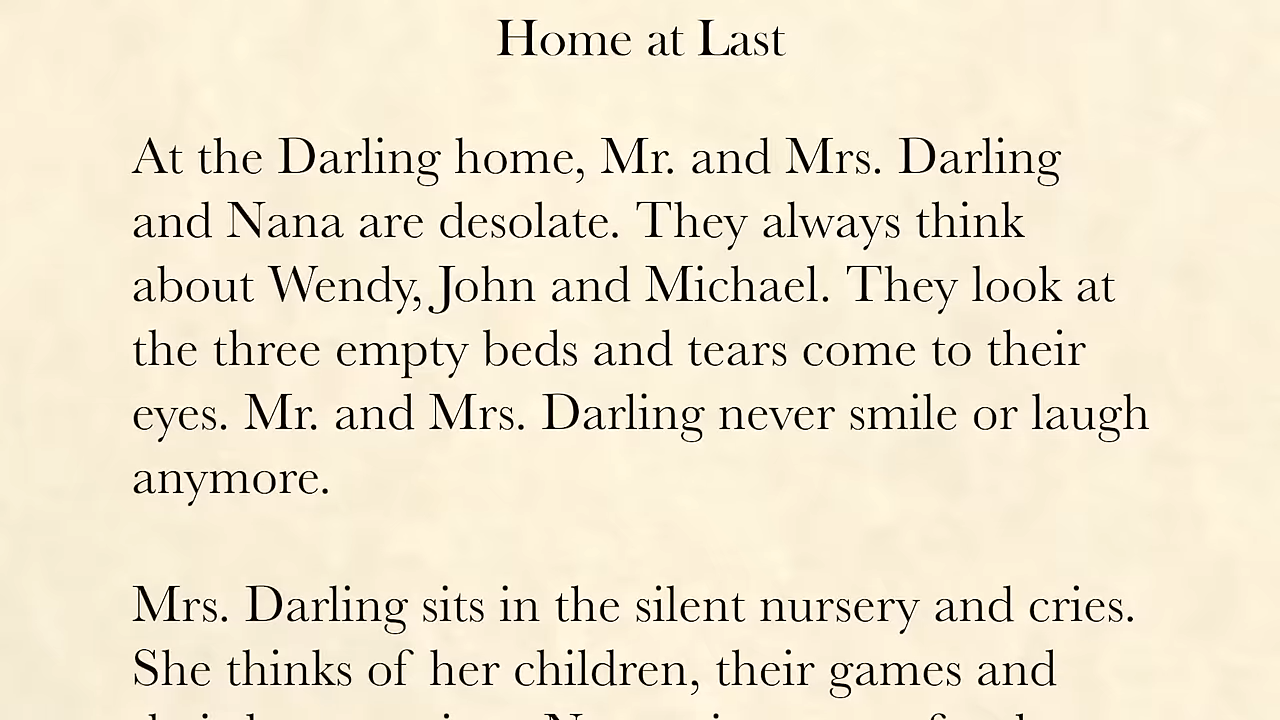 Home at Last
At the Darling home, Mr. and Mrs. Darling
and Nana are desolate. They always think
about Wendy, John and Michael. They look at
the three empty beds and tears come to their
eyes. Mr. and Mrs. Darling never smile or laugh
anymore.
Mrs. Darling sits in the silent nursery and cries.
She thinks of her children, their games and